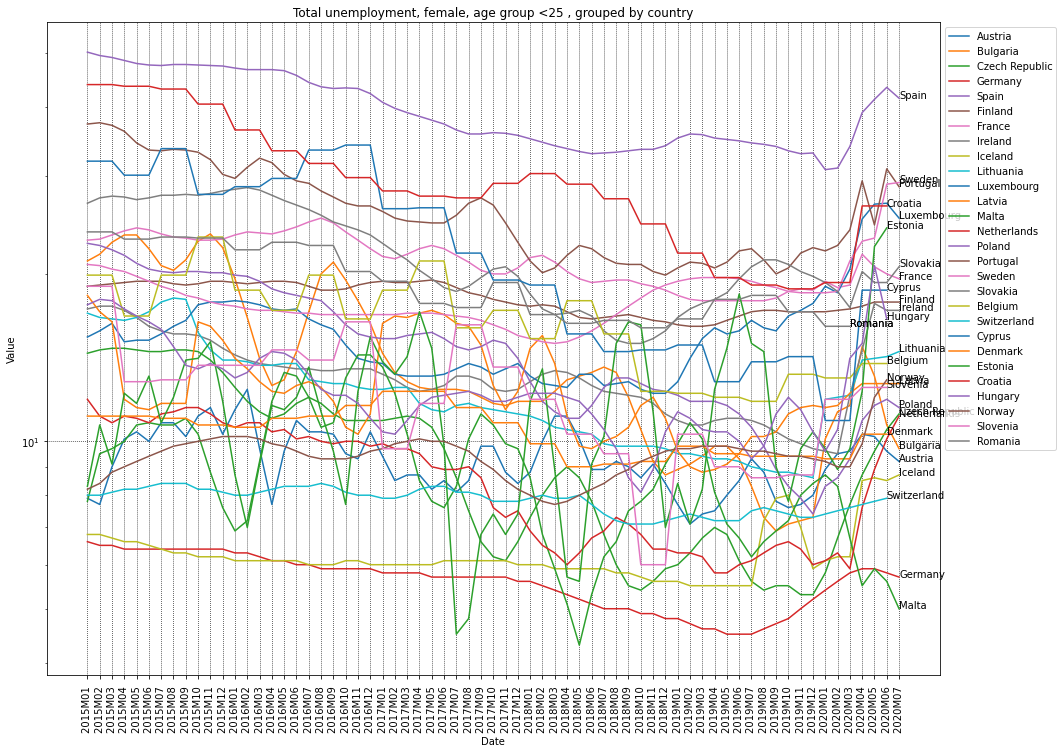 Total unemployment, female, age group <25 , grouped by country
Value
10¹
Spain
Sweden
Portugal
Croatia
Estonia
Slovakia
France
Cyprus
Finland
Ireland
Hungary
Romania
Lithuania
Belgium
Norway
Slovenia
Poland
Denmark
Bulgaria
Austria
Iceland
Switzerland
Germany
Malta
Austria
Bulgaria
Czech Republic
Germany
Spain
Finland
France
Ireland
Iceland
Lithuania
Luxembourg
Latvia
Malta
Netherlands
Poland
Portugal
Sweden
Slovakia
Belgium
Switzerland
Cyprus
Denmark
Estonia
Croatia
Hungary
Norway
Slovenia
Romania
2015M01
2015M02
2015M03
2015M04
2015M05
2015M06
2015M07
2015M08
2015M09
2015M10
2015M11
2015M12
2016M01
2016M02
2016M03
2016M04
2016M05
2016M06
2016M07
2016M08
2016M09
2016M10
2016M11
2016M12
2017M01
2017M02
2017M03
2017M04
2017M05
2017M06
2017M07
2017M08
2017M09
2017M10
2017M11
2017M12
2018M01
2018M02
2018M03
2018M04
2018M05
2018M06
2018M07
2018M08
2018M09
2018M10
2018M11
2018M12
2019M01
2019M02
2019M03
2019M04
2019M05
2019M06
2019M07
2019M08
2019M09
2019M10
2019M11
2019M12
2020M01
2020M02
2020M03
2020M04
2020M05
2020M06
2020M07
Date